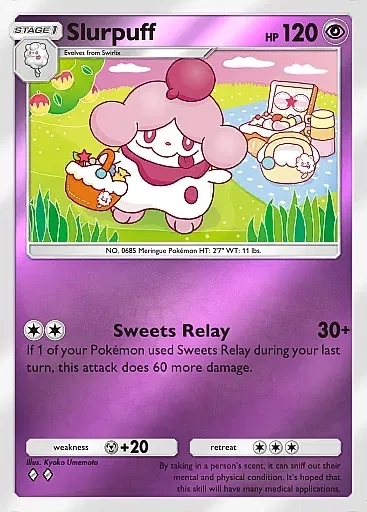 STAGE 1
Slurpuff
HP 120
Evolves from Swirlix
NO. 0685 Meringue Pokémon HT: 2'7" WT: 11 lbs.
Sweets Relay 30+
If 1 of your Pokémon used Sweets Relay during your last
turn, this attack does 60 more damage.
weakness +20
retreat
Illus. Kyoko Umemoto
By taking in a person's scent, it can sniff out their
mental and physical condition. It's hoped that
this skill will have many medical applications.